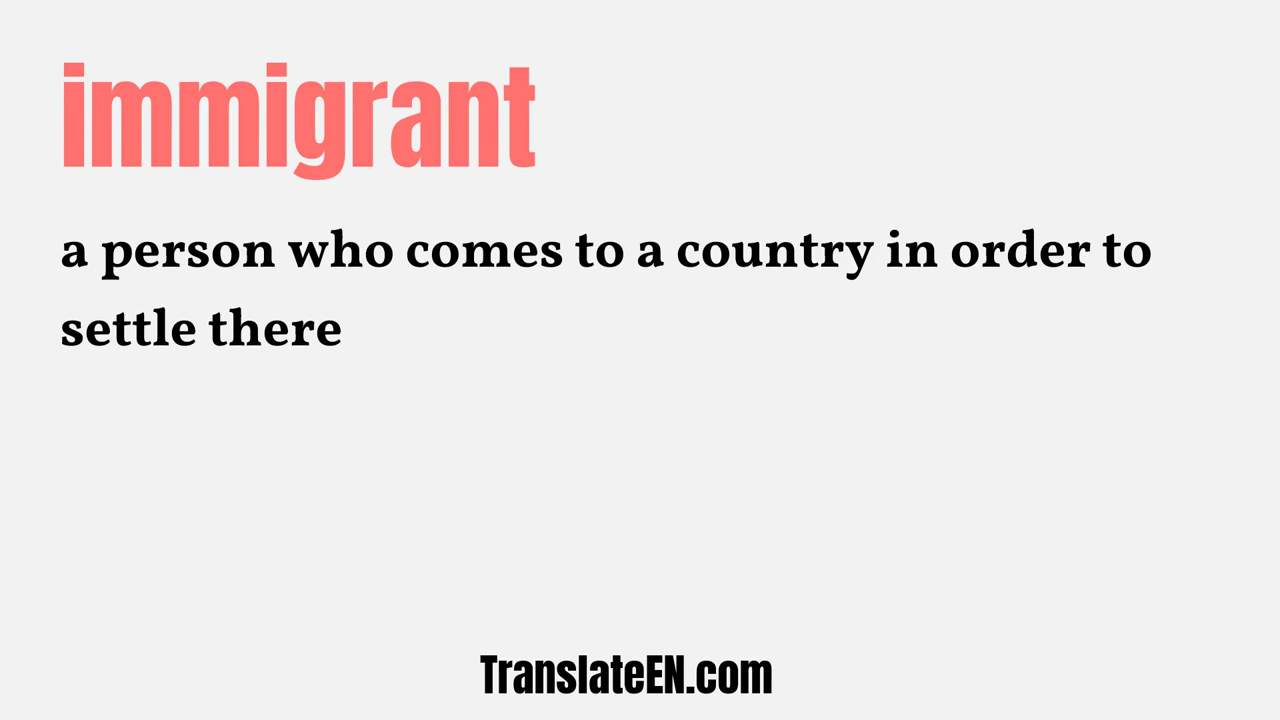 immigrant
a person who comes to a country in order to
settle there
TranslateEN.com